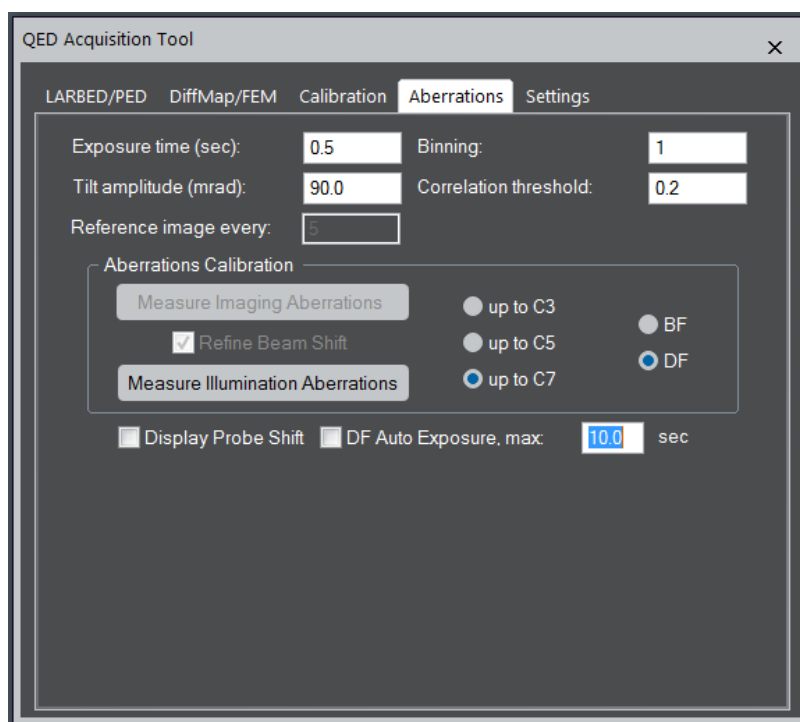 QED Acquisition Tool
LARBED/PED DiffMap/FEM Calibration Aberrations Settings
Exposure time (sec): 0.5 Binning: 1
Tilt amplitude (mrad): 90.0 Correlation threshold: 0.2
Reference image every: 5
Aberrations Calibration
Measure Imaging Aberrations up to C3 BF
Refine Beam Shift up to C5 DF
Measure Illumination Aberrations up to C7
Display Probe Shift DF Auto Exposure, max: 10.0 sec